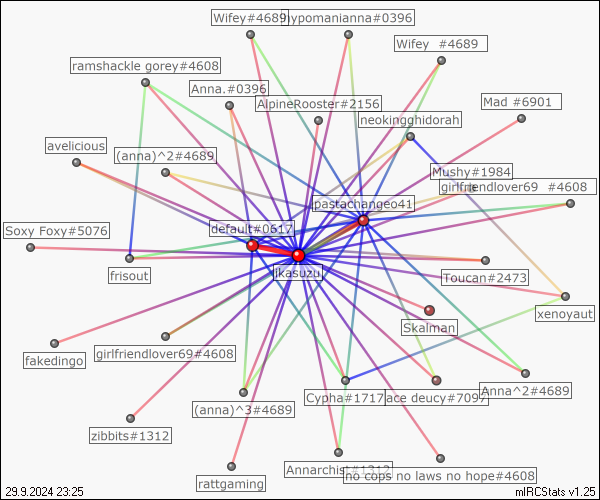 Wifey#4689
hypomanianna#0396
Wifey #4689
ramshackle gorey#4608
Anna.#0396
AlpineRooster#2156
Mad #6901
neokingghidorah
avelicious
(anna)^2#4689
Mushy#1984
girlfriendlover69 #4608
pastachangeo41
default#0617
Soxy Foxy#5076
frisout
ikasuzu
Toucan#2473
xenoyaut
Skalman
fakedingo
girlfriendlover69#4608
Cypha#1717
ace deucy#7097
Anna^2#4689
(anna)^3#4689
zibbits#1312
Annarchist#1312
no cops no laws no hope#4608
rattgaming
29.9.2024 23:25
mIRCStats v1.25